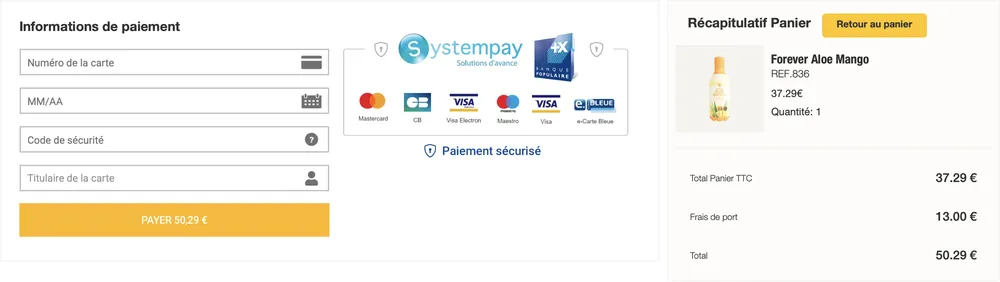 Informations de paiement
Numéro de la carte
MM/AA
Code de sécurité
?
Titulaire de la carte
PAYER 50,29 €
Systempay
Solutions d'avance
+X
BANQUE
POPULAIRE
VISA
VISA
e BLEUE
Mastercard
CB
Visa Electron
Maestro
Visa
e-Carte Bleue
Paiement sécurisé
Récapitulatif Panier
Retour au panier
Forever Aloe Mango
REF.836
37.29€
Quantité: 1
Total Panier TTC 37.29 €
Frais de port 13.00 €
Total 50.29 €